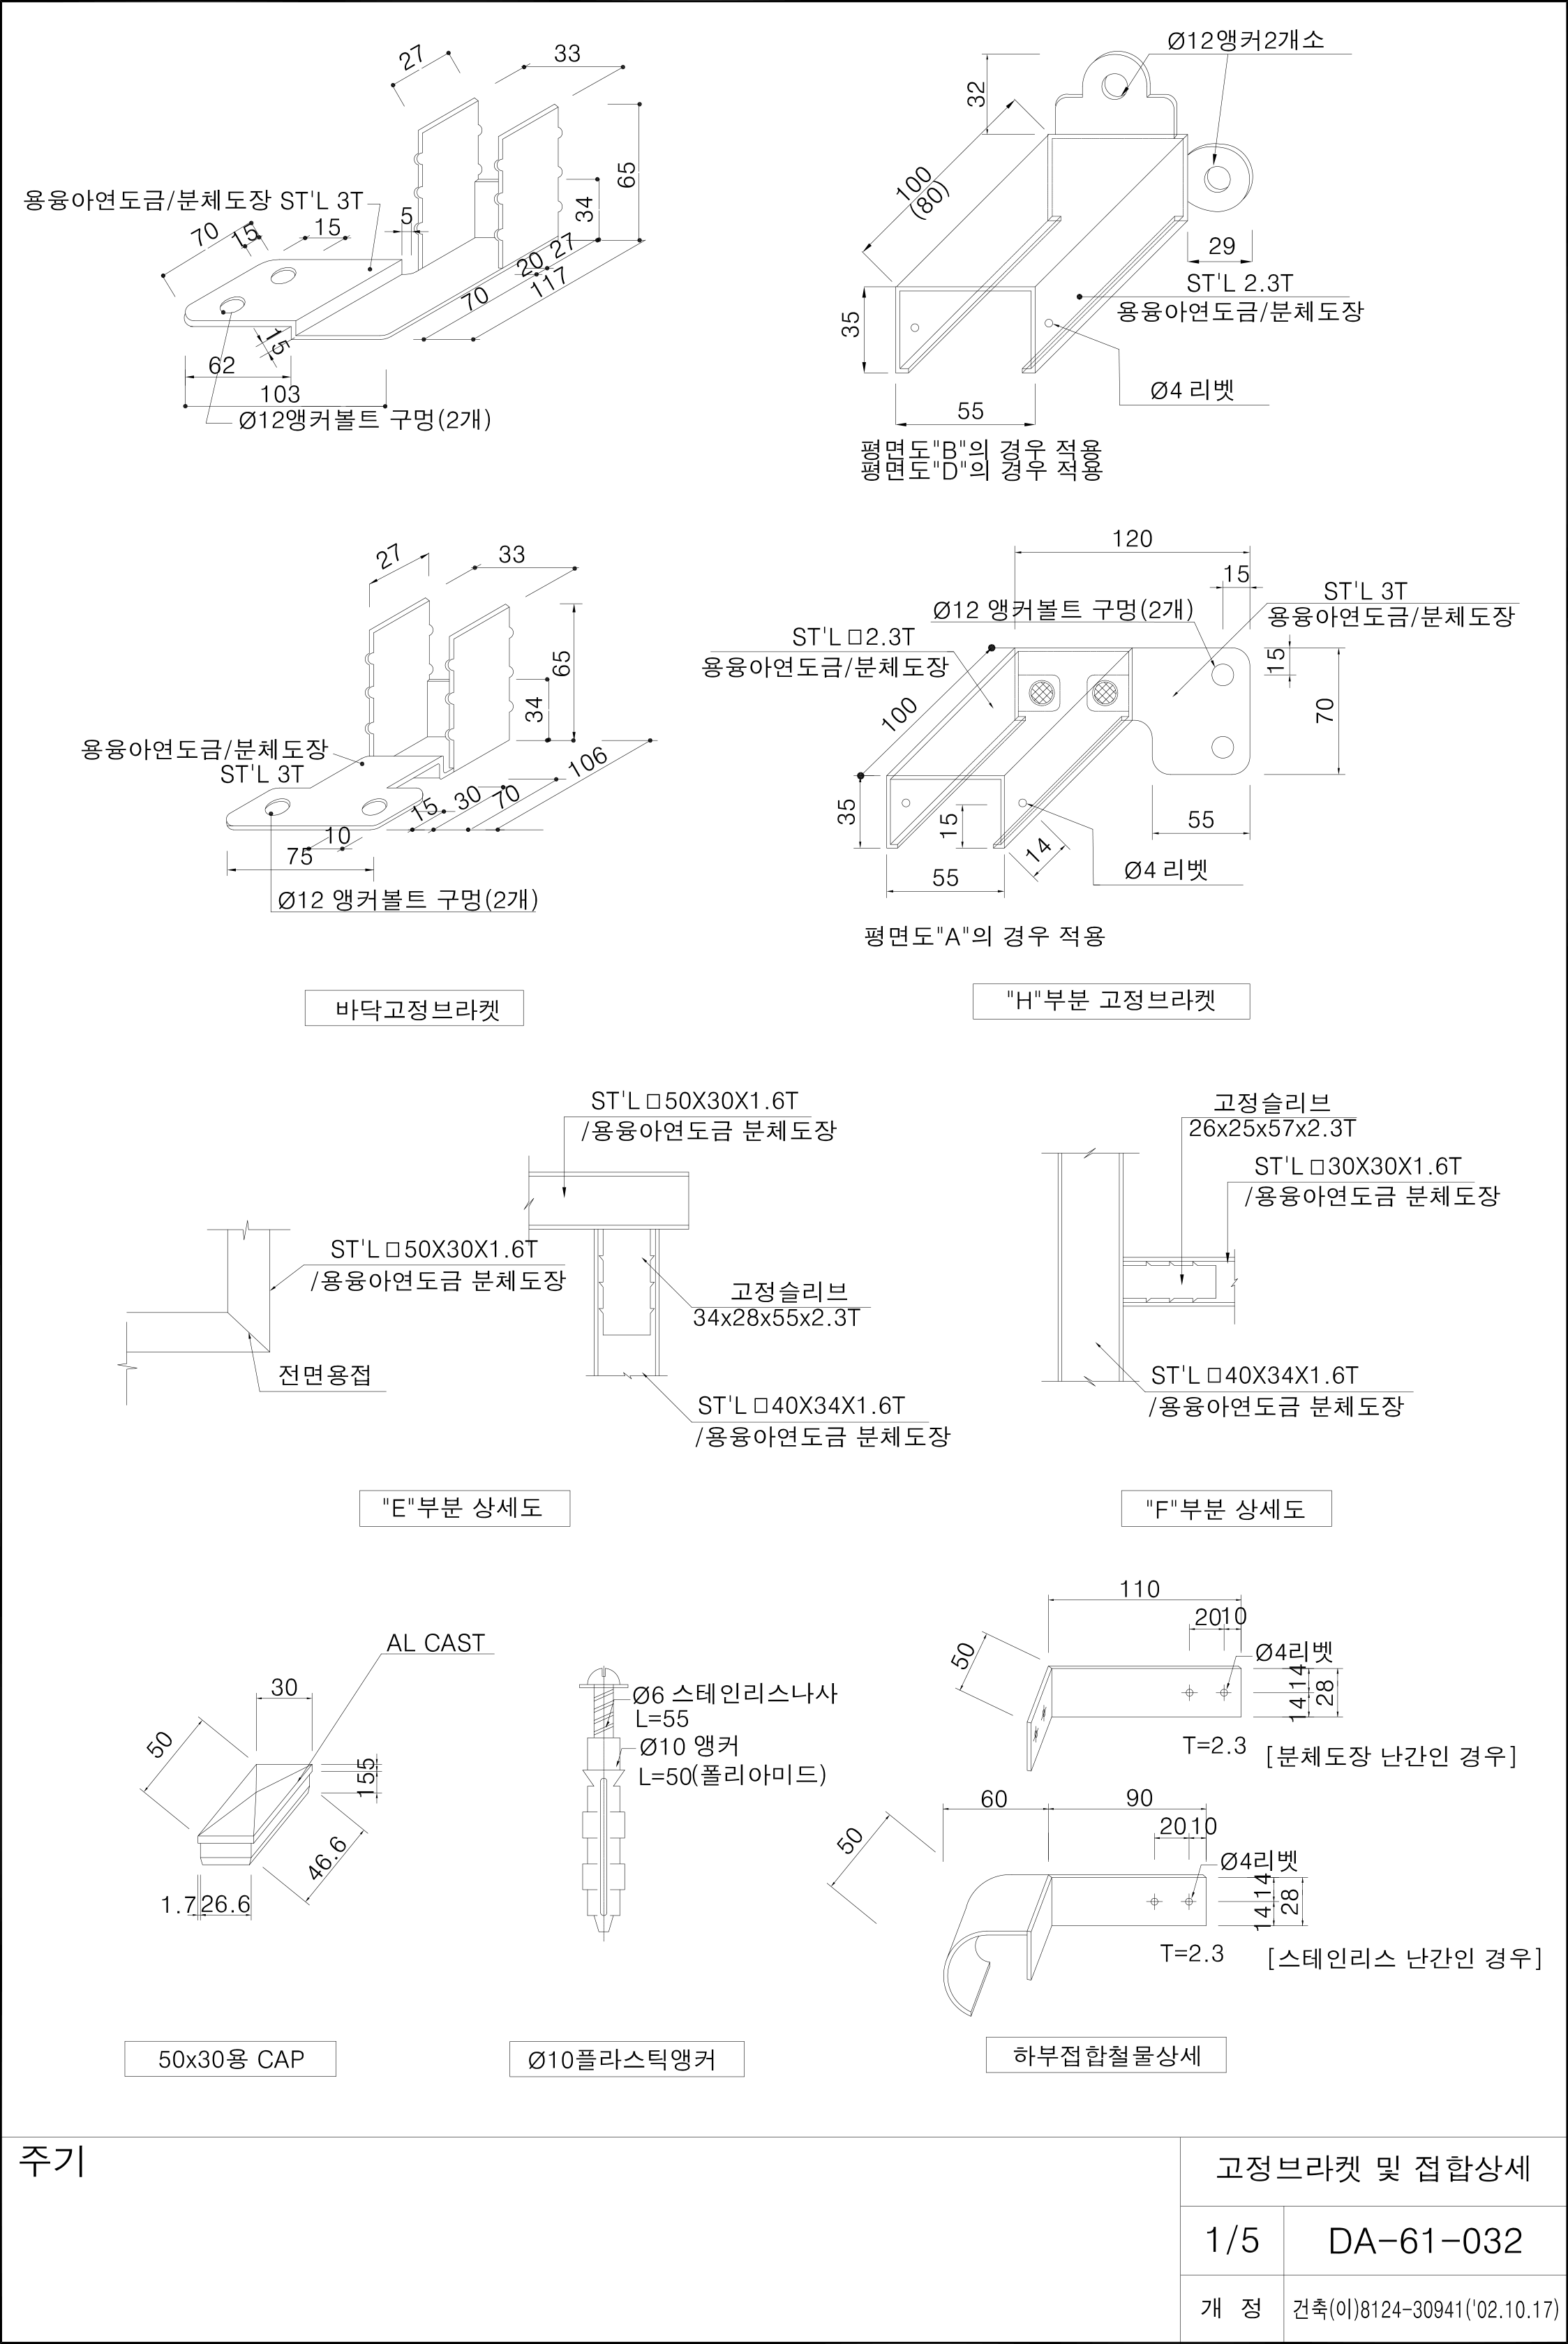 27
33
65
34
용융아연도금/분체도장 ST'L 3T
70
15
15
5
20
27
70
117
15
62
103
Ø12앵커볼트 구멍(2개)
Ø12앵커2개소
32
100
(80)
29
ST'L 2.3T
용융아연도금/분체도장
35
Ø4 리벳
55
평면도"B"의 경우 적용
평면도"D"의 경우 적용
27
33
65
34
용융아연도금/분체도장
ST'L 3T
106
70
30
15
10
75
Ø12 앵커볼트 구멍(2개)
120
15
ST'L 3T
용융아연도금/분체도장
Ø12 앵커볼트 구멍(2개)
ST'L □2.3T
용융아연도금/분체도장
15
70
100
35
15
14
55
55
Ø4 리벳
평면도"A"의 경우 적용
바닥고정브라켓
"H"부분 고정브라켓
ST'L □50X30X1.6T
/용융아연도금 분체도장
ST'L □50X30X1.6T
/용융아연도금 분체도장
고정슬리브
34x28x55x2.3T
전면용접
ST'L □40X34X1.6T
/용융아연도금 분체도장
고정슬리브
26x25x57x2.3T
ST'L □30X30X1.6T
/용융아연도금 분체도장
ST'L □40X34X1.6T
/용융아연도금 분체도장
"E"부분 상세도
"F"부분 상세도
AL CAST
30
50
5
15
46.6
1.7
26.6
Ø6 스테인리스나사
L=55
Ø10 앵커
L=50(폴리아미드)
110
20
10
50
Ø4리벳
14
14
28
T=2.3
[분체도장 난간인 경우]
60
90
20
10
50
Ø4리벳
14
14
28
T=2.3
[스테인리스 난간인 경우]
50x30용 CAP
Ø10플라스틱앵커
하부접합철물상세
주기
고정브라켓 및 접합상세
1/5
DA-61-032
개 정
건축(이)8124-30941('02.10.17)